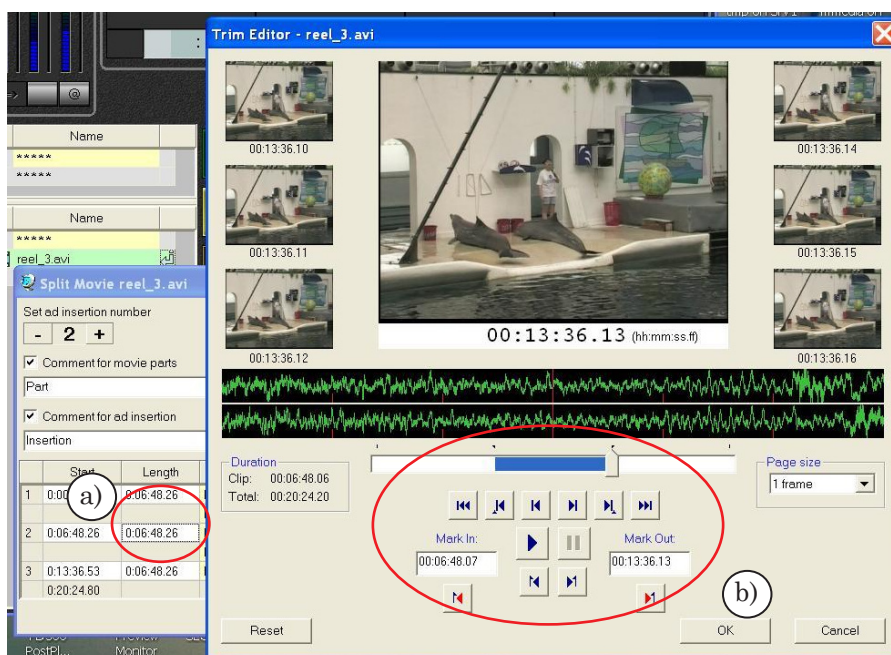 Trim Editor - reel_3.avi
@
Name
*****
*****
Name
*****
reel_3.avi
Split Movie reel_3.avi
Set ad insertion number
- 2 +
Comment for movie parts
Part
Comment for ad insertion
Insertion
Start Length
a)
1 0:00 0:06:48.26
2 0:06:48.26 0:06:48.26
3 0:13:36.53 0:06:48.26
0:20:24.80
00:13:36.10
00:13:36.11
00:13:36.12
00:13:36.13 (hh:mm:ss.ff)
00:13:36.14
00:13:36.15
00:13:36.16
Duration
Clip: 00:06:48.06
Total: 00:20:24.20
Page size
1 frame
Mark In:
00:06:48.07
Mark Out:
00:13:36.13
b)
Reset
OK
Cancel
PostPl...
Monitor